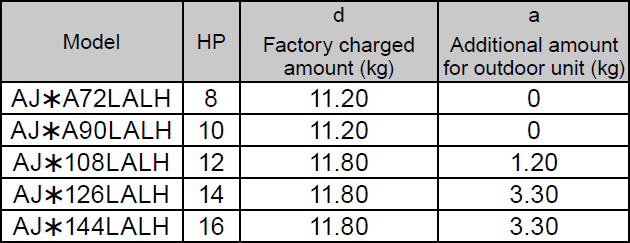 Model HP d Factory charged amount (kg) a Additional amount for outdoor unit (kg)
AJ∗A72LALH 8 11.20 0
AJ∗A90LALH 10 11.20 0
AJ∗108LALH 12 11.80 1.20
AJ∗126LALH 14 11.80 3.30
AJ∗144LALH 16 11.80 3.30